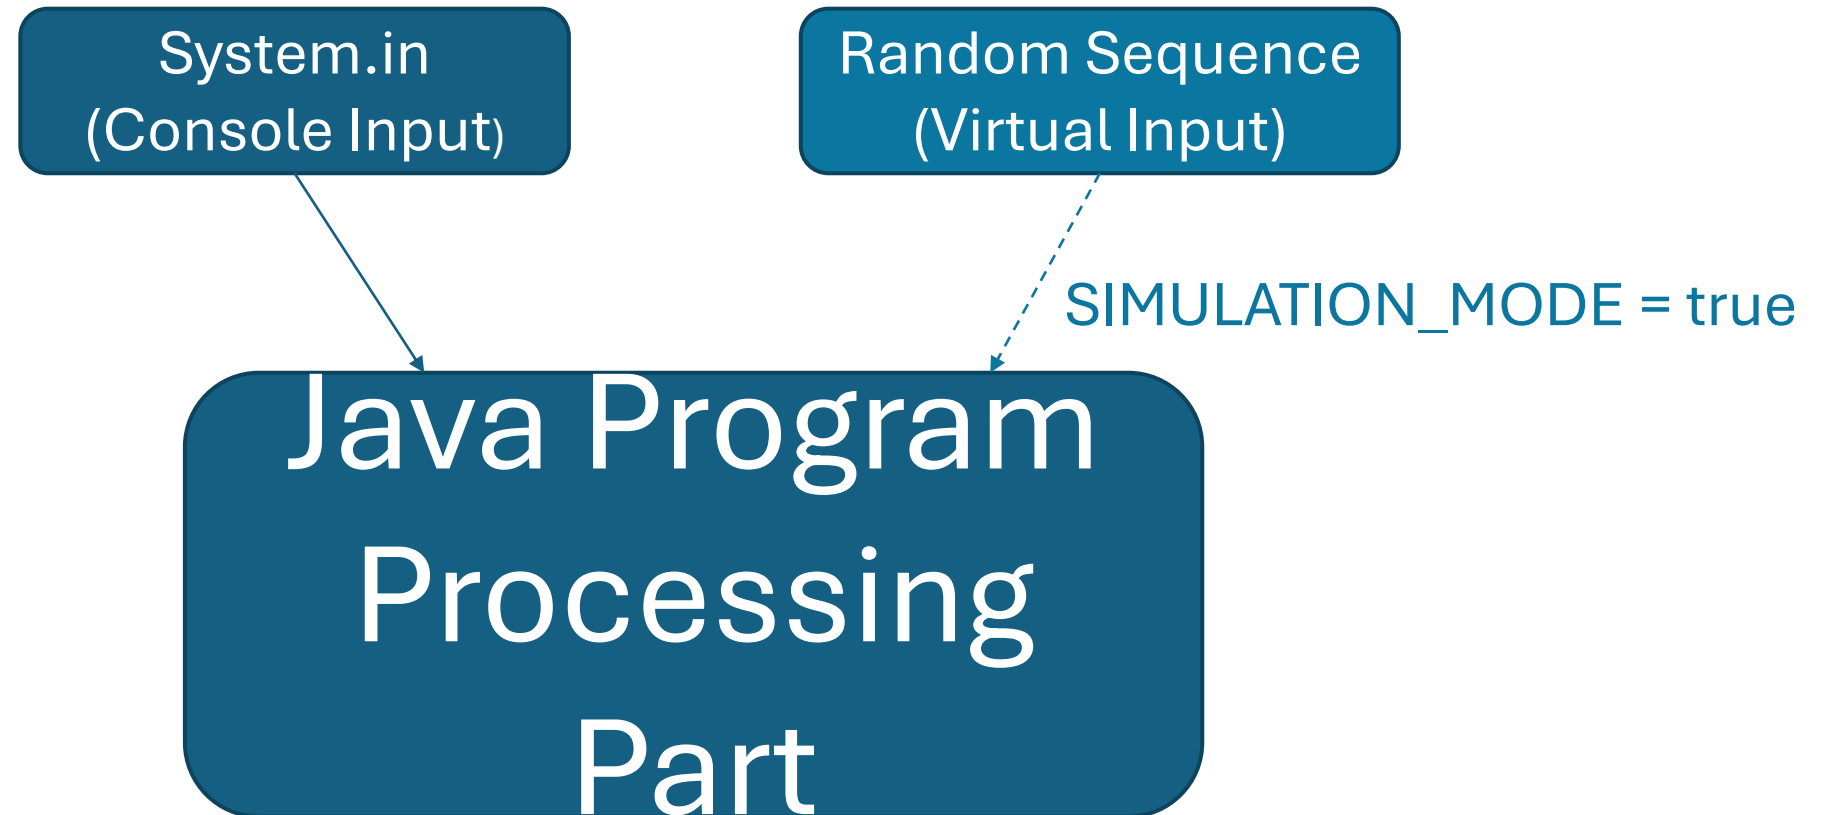 System.in
(Console Input)
Random Sequence
(Virtual Input)
SIMULATION_MODE = true
Java Program
Processing
Part